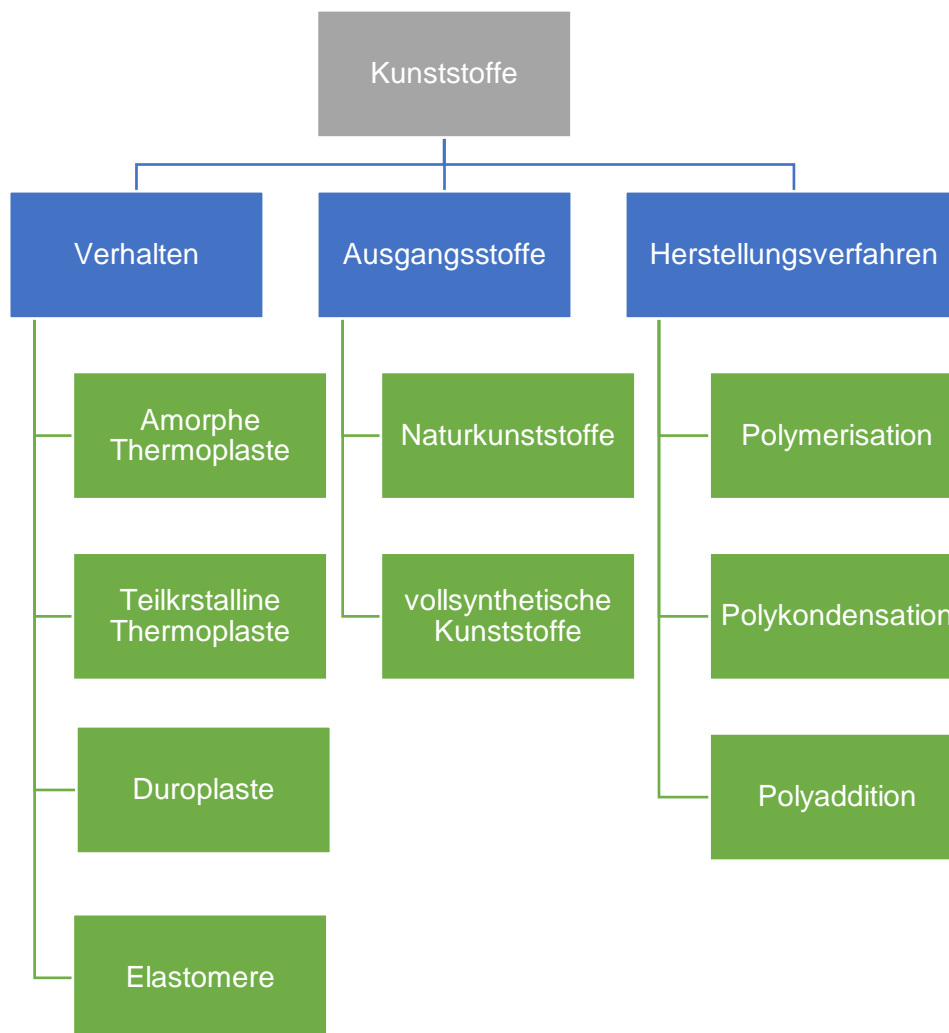 Kunststoffe
Verhalten
Ausgangsstoffe
Herstellungsverfahren
Amorphe
Thermoplaste
Naturkunststoffe
Polymerisation
Teilkrstalline
Thermoplaste
vollsynthetische
Kunststoffe
Polykondensation
Duroplaste
Polyaddition
Elastomere